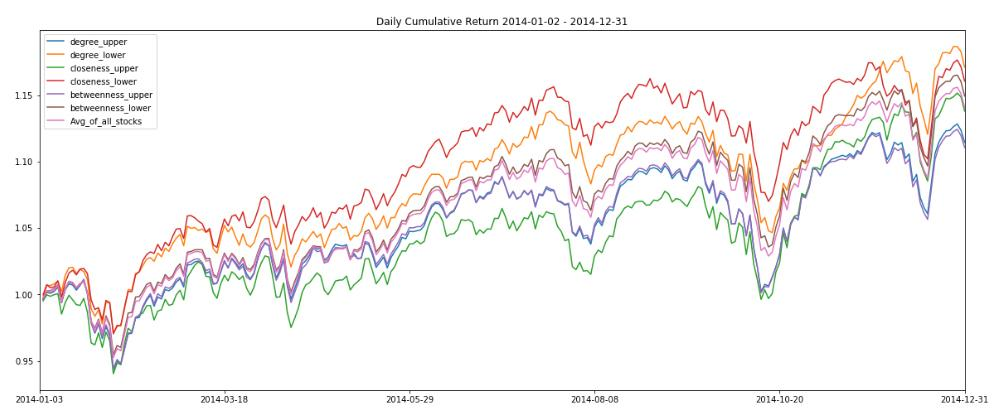 Daily Cumulative Return 2014-01-02 - 2014-12-31
degree_upper
degree_lower
closeness_upper
closeness_lower
betweenness_upper
betweenness_lower
Avg_of_all_stocks
1.15
1.10
1.05
1.00
0.95
2014-01-03 2014-03-18 2014-05-29 2014-08-08 2014-10-20 2014-12-31